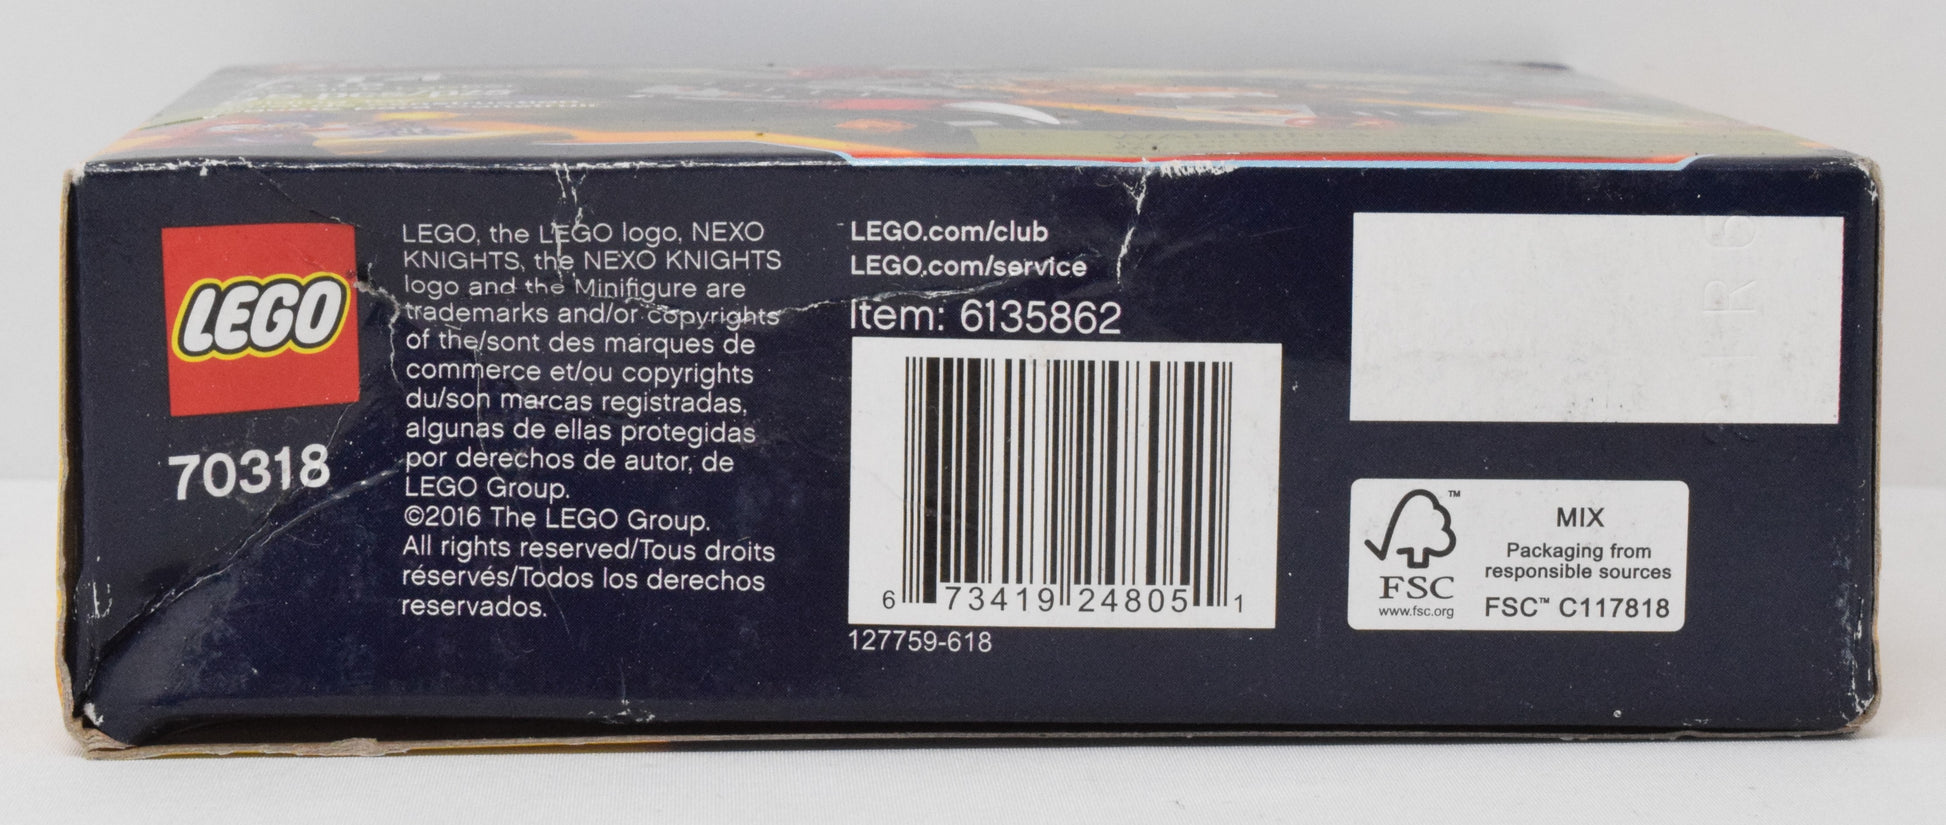 LEGO
70318
LEGO, the LEGO logo, NEXO
KNIGHTS, the NEXO KNIGHTS
logo and the Minifigure are
trademarks and/or copyrights
of the/sont des marques de
commerce et/ou copyrights
du/son marcas registradas,
algunas de ellas protegidas
por derechos de autor, de
LEGO Group.
©2016 The LEGO Group.
All rights reserved/Tous droits
réservés/Todos los derechos
reservados.
LEGO.com/club
LEGO.com/service
Item: 6135862
6 73419 24805 1
127759-618
FSC™
www.fsc.org
MIX
Packaging from
responsible sources
FSC™ C117818